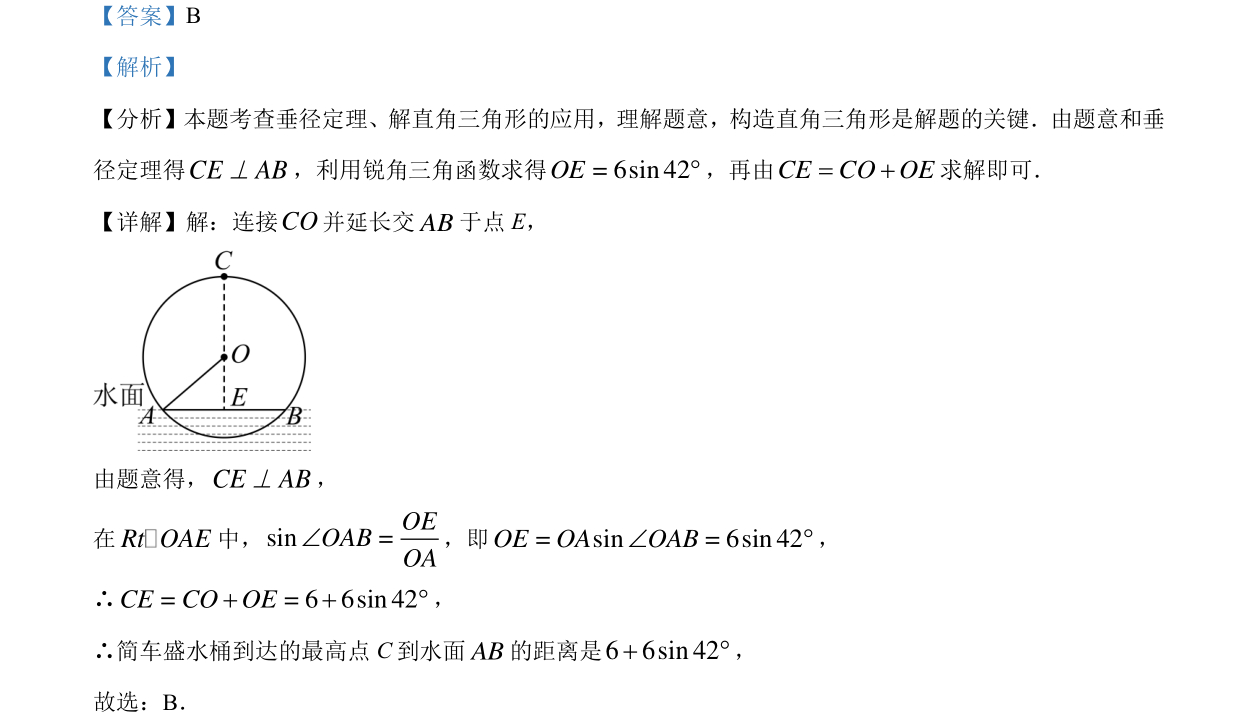 【答案】B
【解析】
【分析】本题考查垂径定理、解直角三角形的应用，理解题意，构造直角三角形是解题的关键．由题意和垂
径定理得CE ⊥ AB，利用锐角三角函数求得OE = 6sin 42°，再由CE = CO + OE求解即可．
【详解】解：连接CO并延长交AB于点E，
C
O
水面
E
A
B
由题意得，CE ⊥ AB，
在Rt□OAE中，sin ∠OAB = OE/OA，即OE = OA sin ∠OAB = 6sin 42°，
∴CE = CO + OE = 6 + 6sin 42°，
∴简车盛水桶到达的最高点C到水面AB的距离是6 + 6sin 42°，
故选：B．